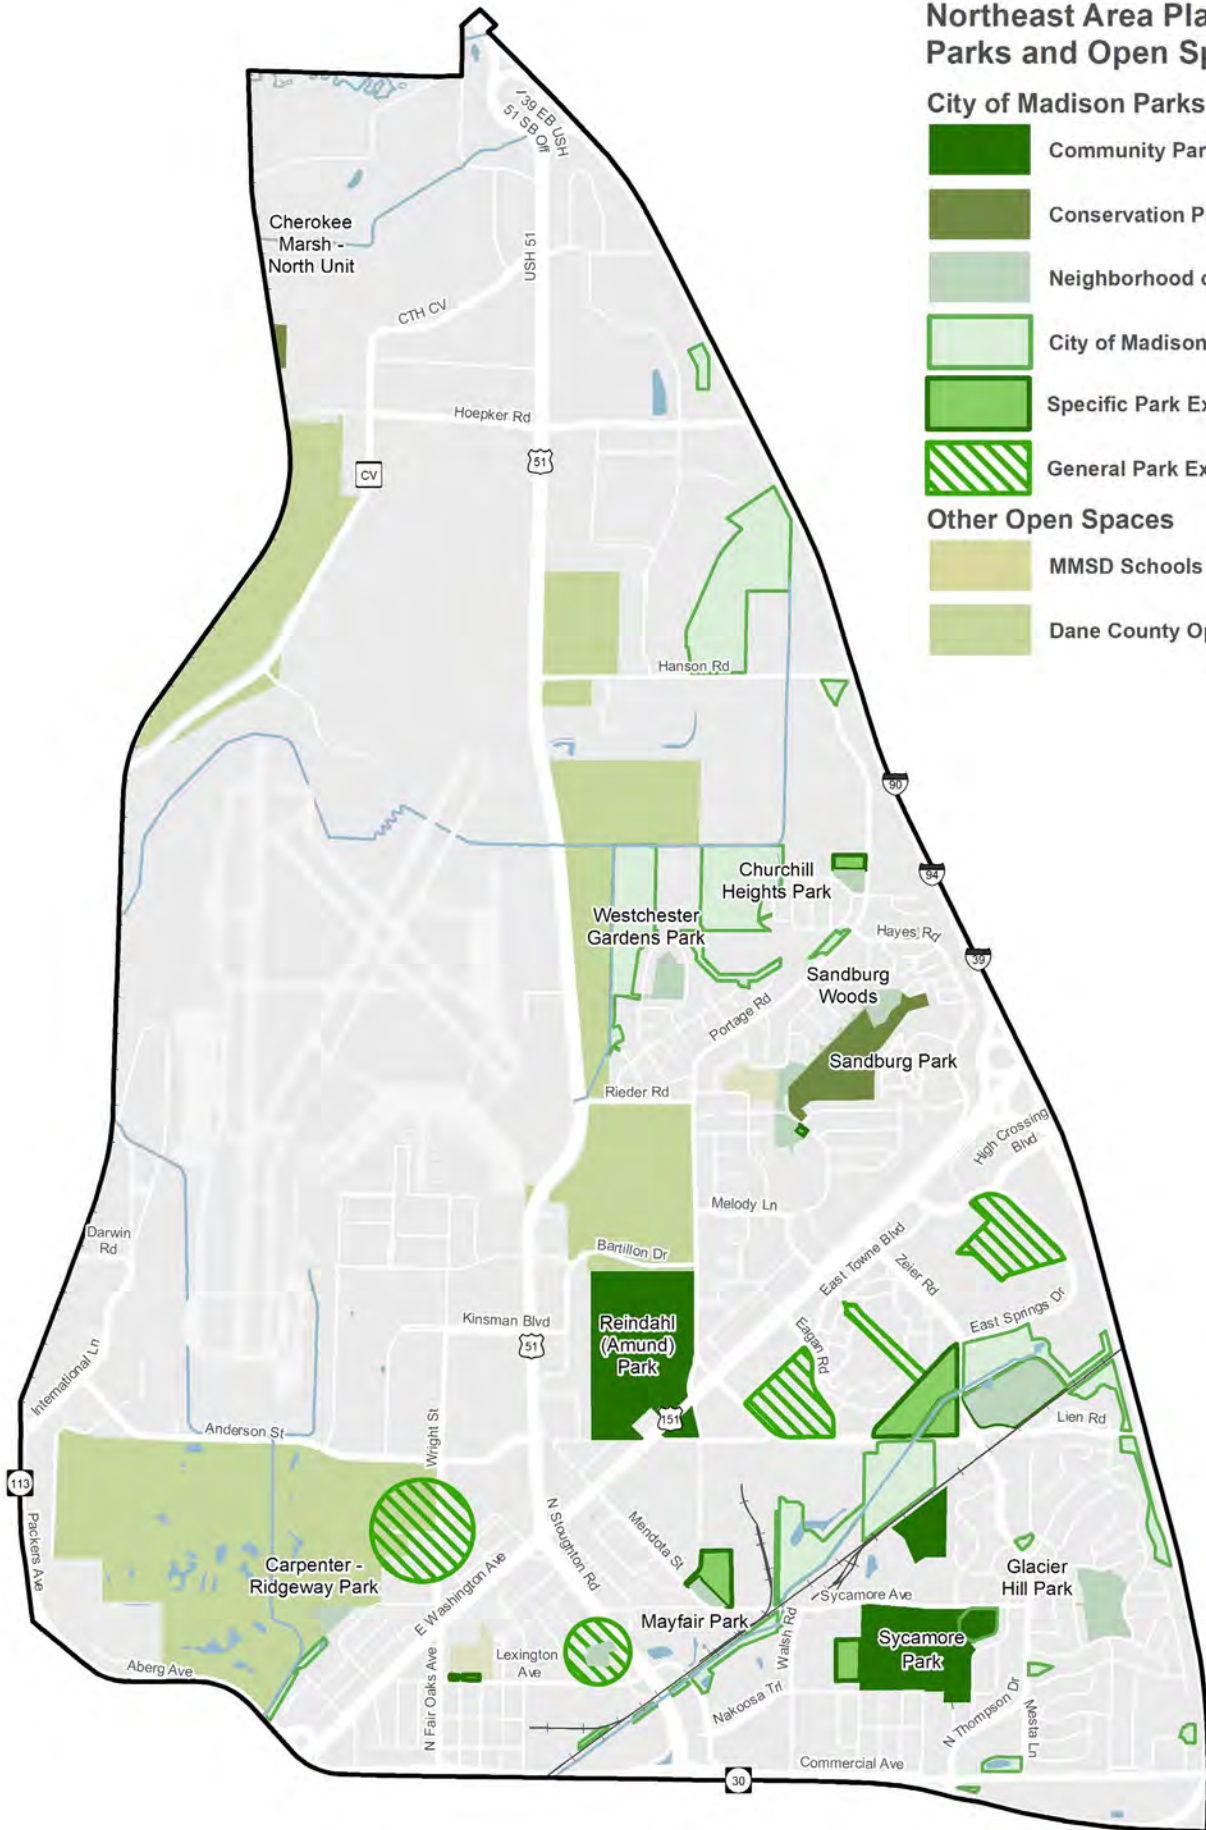 Northeast Area Pla
Parks and Open Sp
City of Madison Parks
Community Par
Conservation P
Neighborhood o
City of Madison
Specific Park Ex
General Park Ex
Other Open Spaces
MMSD Schools
Dane County Op
39 EB USH
51 SB Off
Cherokee
Marsh -
North Unit
USH 51
CTH CV
Hoepker Rd
51
CV
Hanson Rd
90
94
39
Churchill
Heights Park
Westchester
Gardens Park
Hayes Rd
Sandburg
Woods
Portage Rd
Sandburg Park
Rieder Rd
High Crossing
Blvd
Melody Ln
Darwin
Rd
Bartillon Dr
East Towne Blvd
Zeier Rd
East Springs Dr
Kinsman Blvd
51
Reindahl
(Amund)
Park
Eagan Rd
International Ln
151
Lien Rd
Anderson St
Wright St
113
Packers Ave
N Stoughton Rd
Mendota St
Carpenter -
Ridgeway Park
E Washington Ave
Glacier
Hill Park
Sycamore Ave
Mayfair Park
Walsh Rd
Sycamore
Park
Aberg Ave
N Fair Oaks Ave
Lexington
Ave
Nakoosa Trl
N Thompson Dr
Mesta Ln
Commercial Ave
30